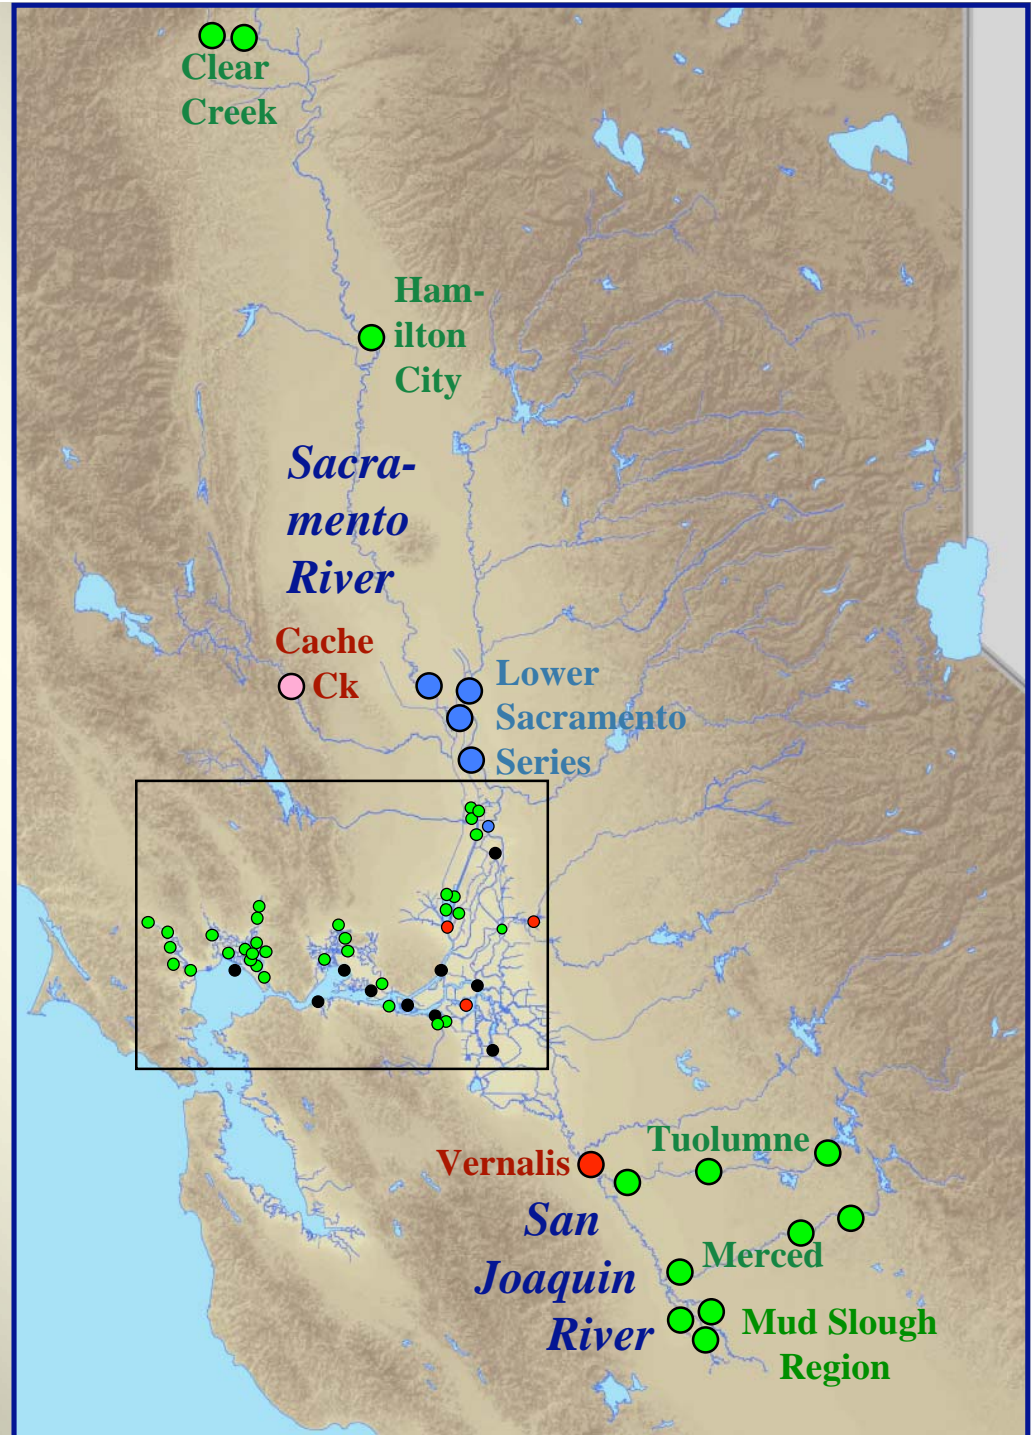 Clear
Creek
Ham-
ilton
City
Sacra-
mento
River
Cache
Ck
Lower
Sacramento
Series
Tuolumne
Vernalis
San
Joaquin
River
Merced
Mud Slough
Region